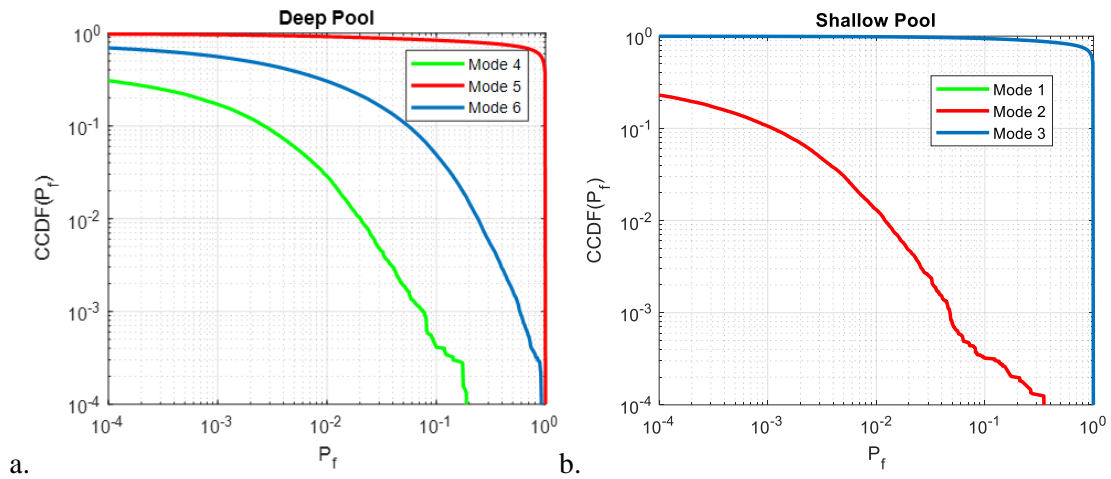 Deep Pool
CCDF(P_f)
10^0
10^-1
10^-2
10^-3
10^-4
Mode 4
Mode 5
Mode 6
10^-4 10^-3 10^-2 10^-1 10^0
P_f
a.
Shallow Pool
CCDF(P_f)
10^0
10^-1
10^-2
10^-3
10^-4
Mode 1
Mode 2
Mode 3
10^-4 10^-3 10^-2 10^-1 10^0
P_f
b.